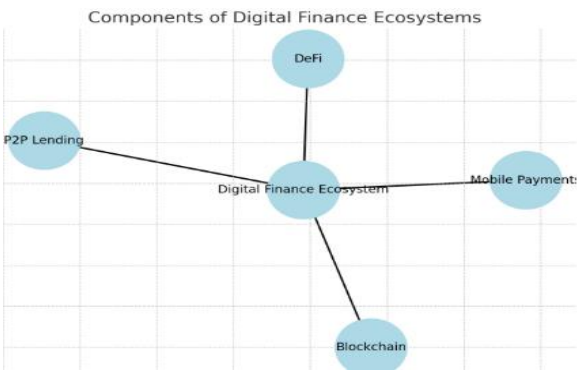 Components of Digital Finance Ecosystems
DeFi
P2P Lending
Mobile Payments
Digital Finance Ecosystem
Blockchain